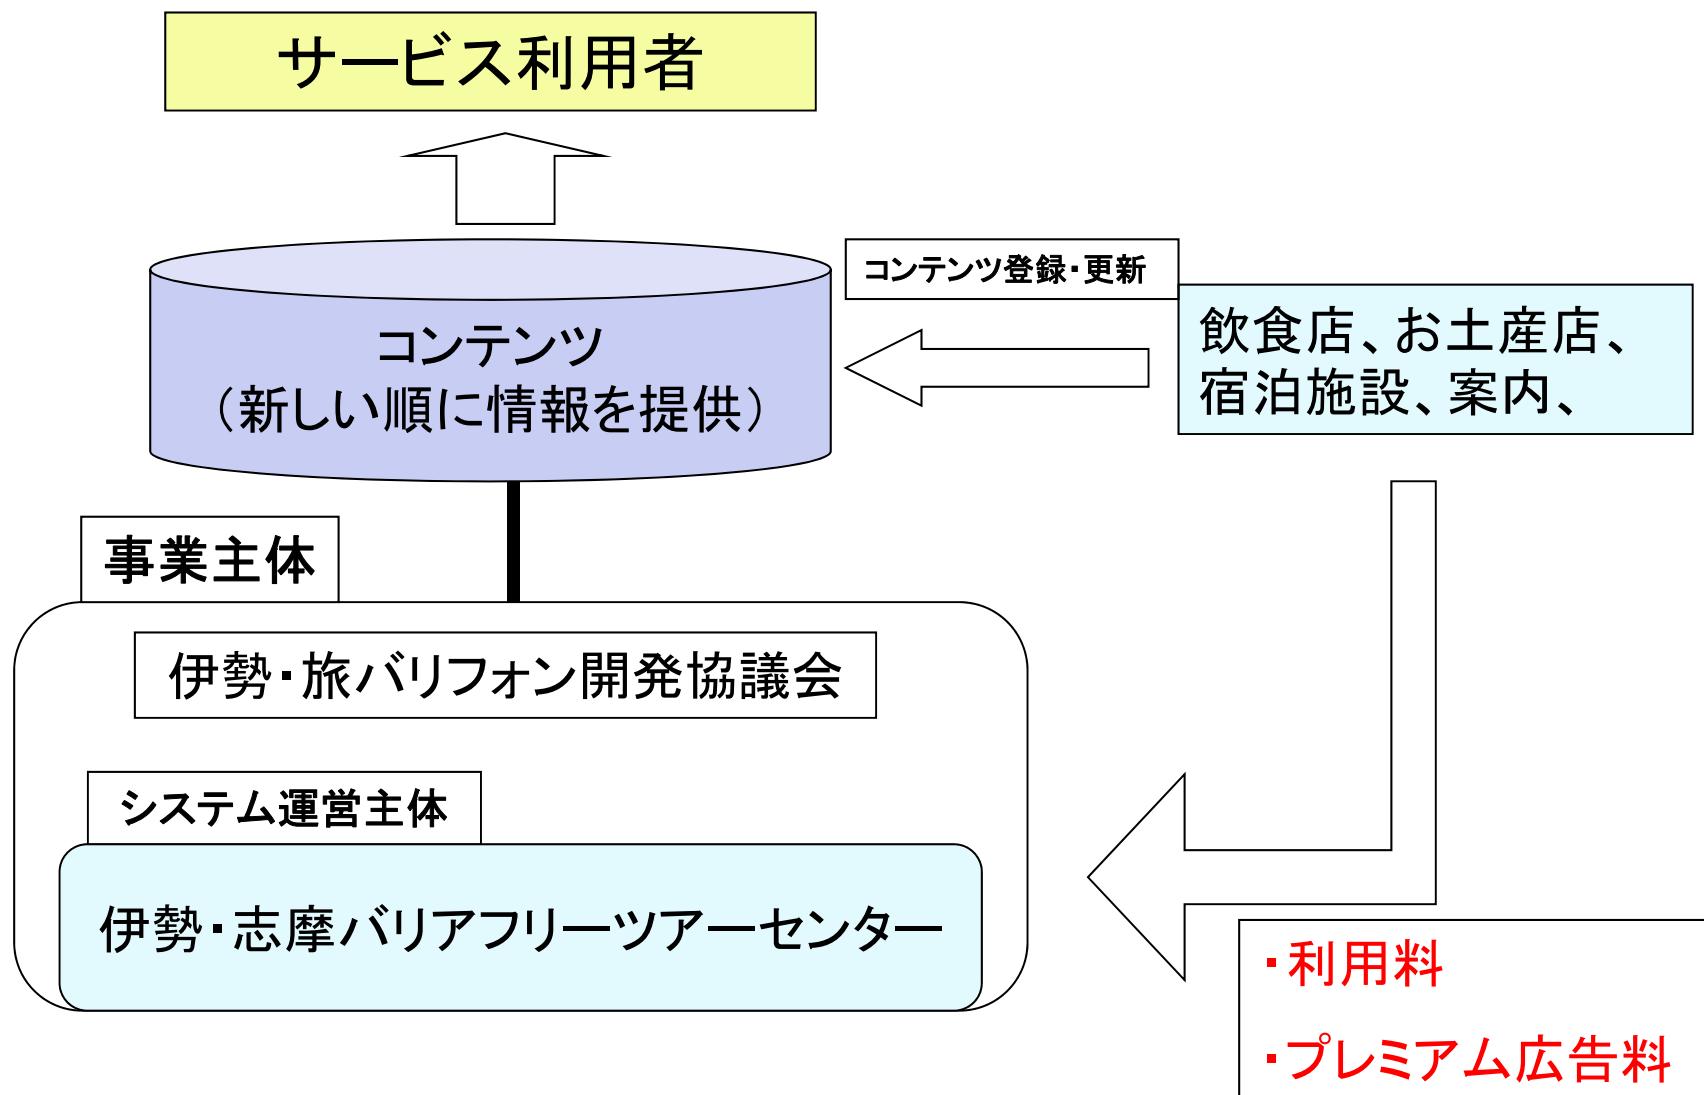 サービス利用者
コンテンツ登録・更新
コンテンツ
（新しい順に情報を提供）
飲食店、お土産店、
宿泊施設、案内、
事業主体
伊勢・旅バリフォン開発協議会
システム運営主体
伊勢・志摩バリアフリーツアーセンター
・利用料
・プレミアム広告料